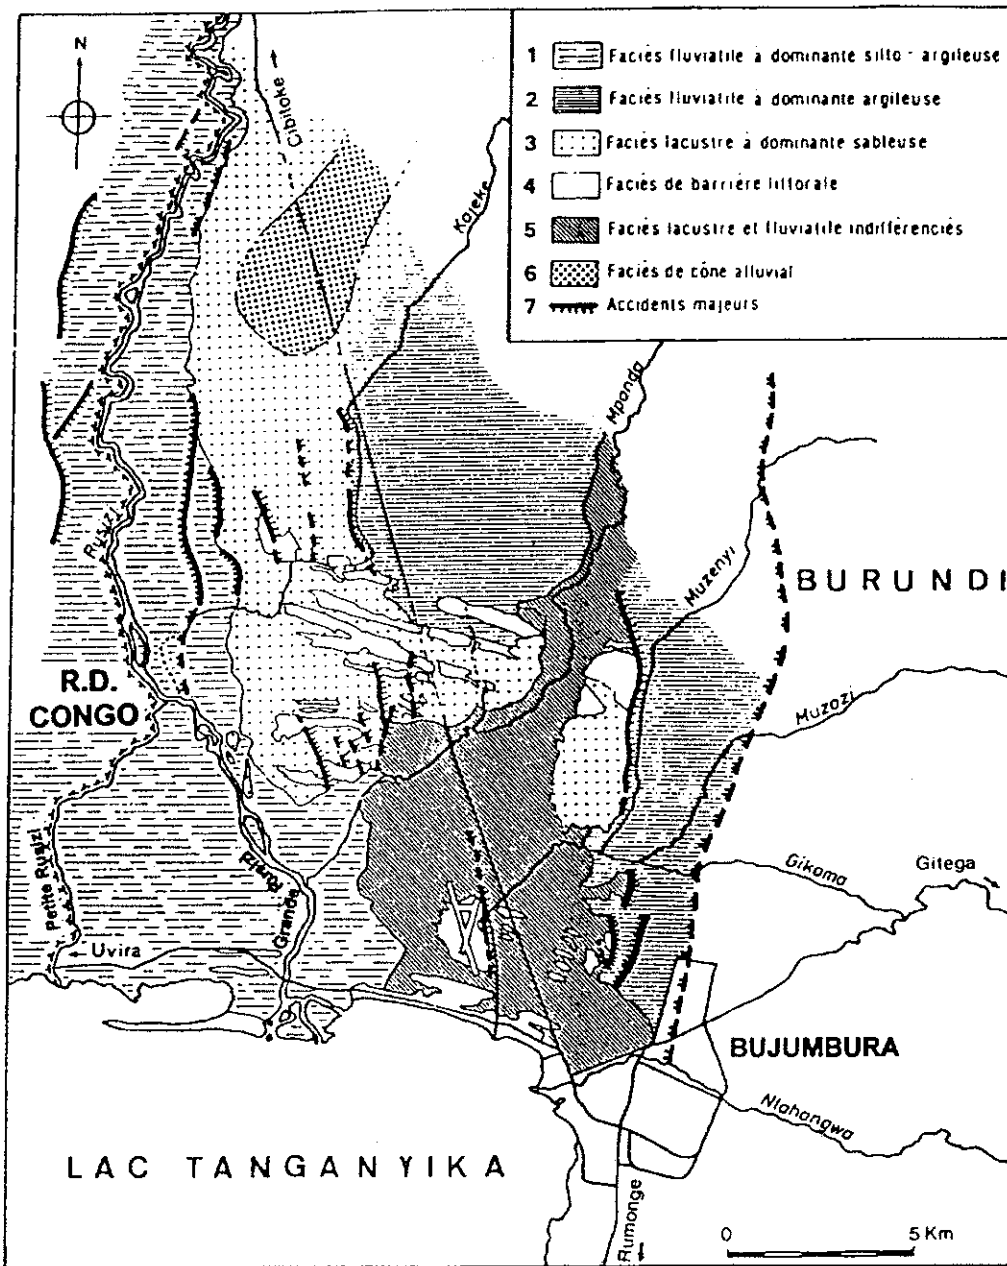 N
1 Faciès fluviatile à dominante silto - argileuse
2 Faciès fluviatile à dominante argileuse
3 Faciès lacustre à dominante sableuse
4 Faciès de barrière littorale
5 Faciès lacustre et fluviatile indifférenciés
6 Faciès de cône alluvial
7 Accidents majeurs
Cibitoke
Kajeke
Mpanda
Rusizi
Muzenyi
BURUNDI
R.D.
CONGO
Muzazi
Petite Rusizi
Grande Rusizi
Gikoma
Gitega
Uvira
BUJUMBURA
Ntahangwa
LAC TANGANYIKA
Rumonge
0 5 Km